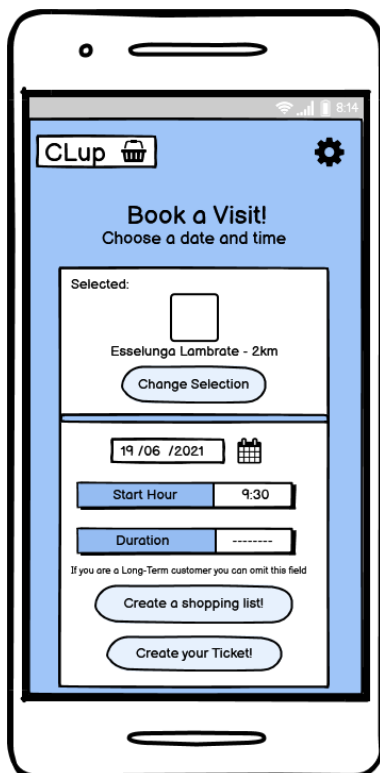 8:14
CLup
Book a Visit!
Choose a date and time
Selected:
Esselunga Lambrate - 2km
Change Selection
19 /06 /2021
Start Hour 9:30
Duration --------
If you are a Long-Term customer you can omit this field
Create a shopping list!
Create your Ticket!